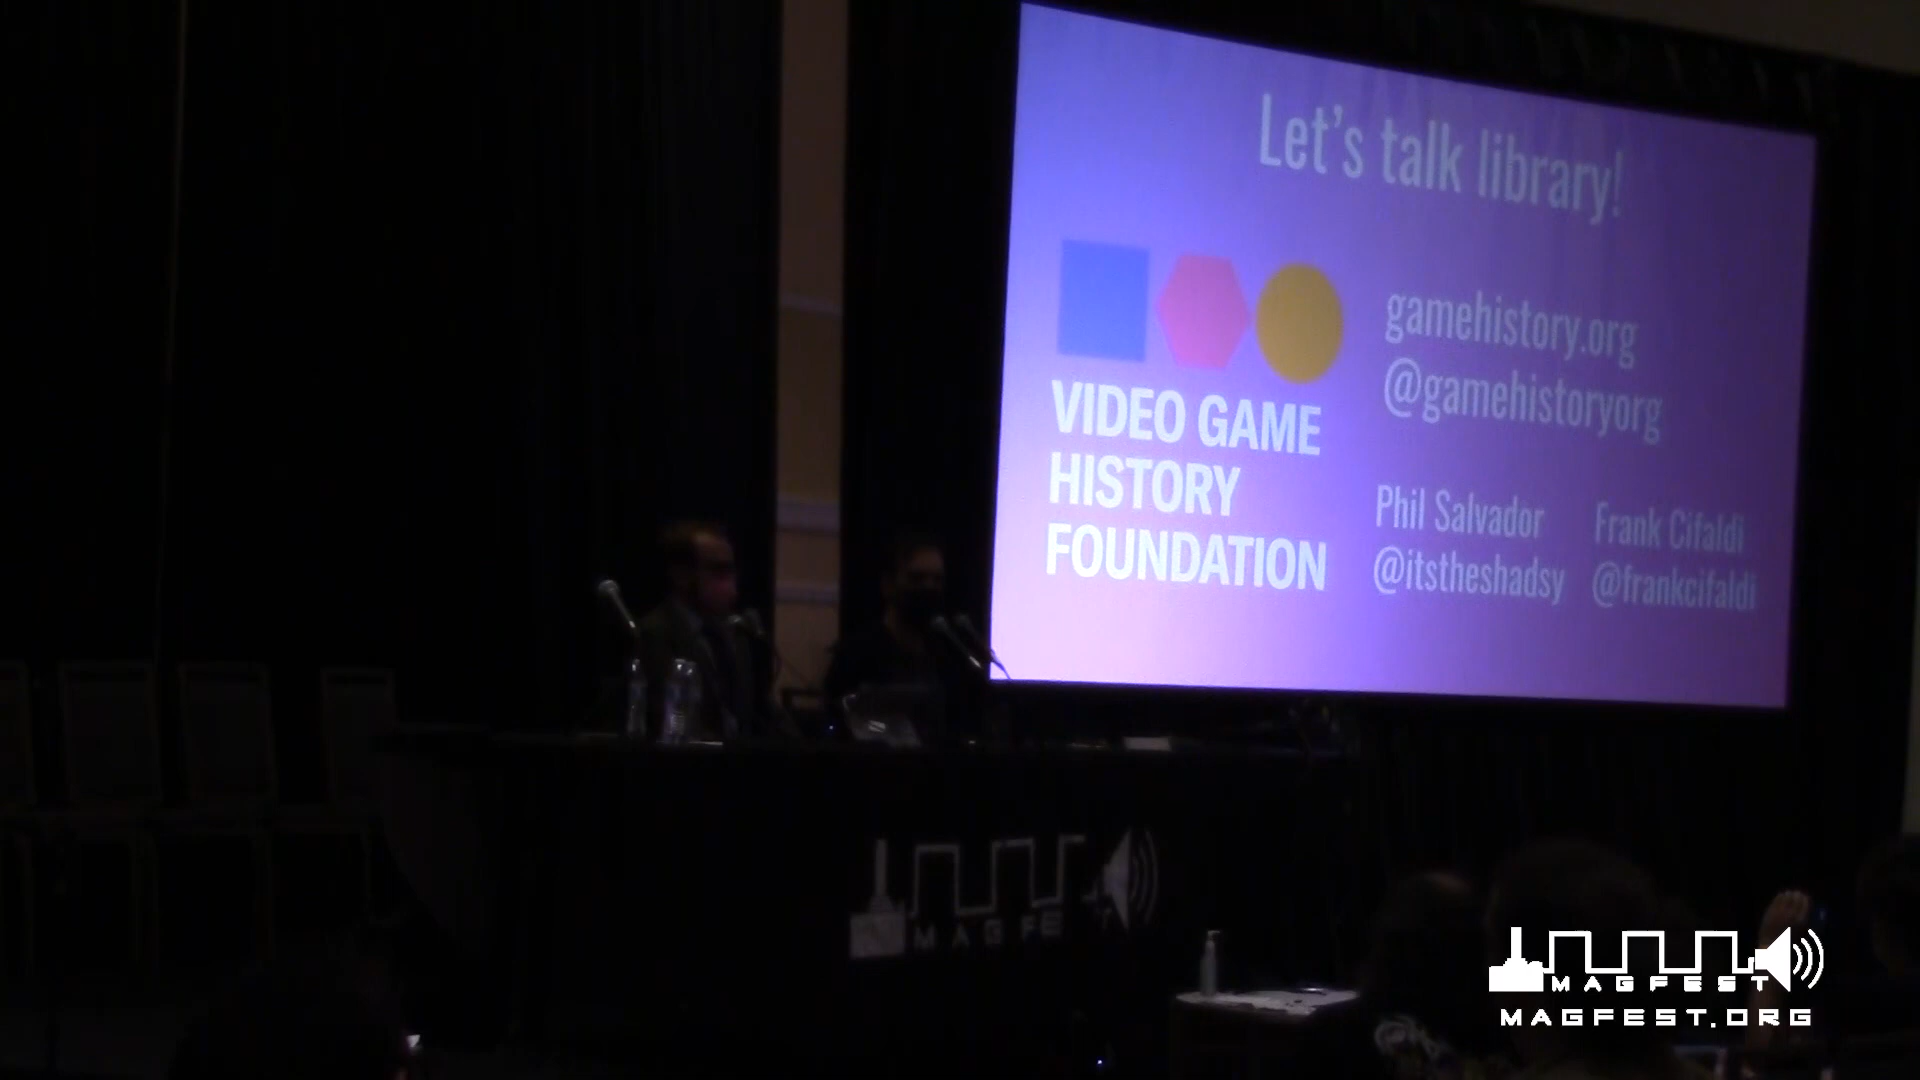 Let's talk library!
gamehistory.org
@gamehistoryorg
VIDEO GAME
HISTORY
FOUNDATION
Phil Salvador
@itstheshadsy
Frank Cifaldi
@frankcifaldi
MAGFEST
MAGFEST
MAGFEST.ORG